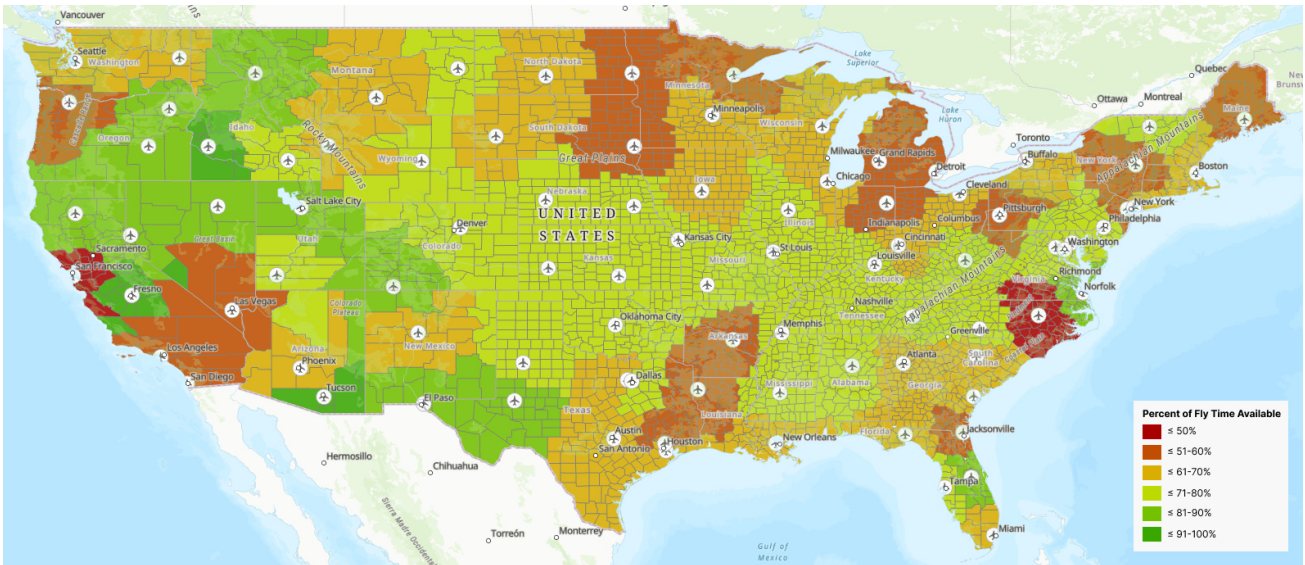 Vancouver
Quebec
Seattle
Washington
Montana
North Dakota
Minnesota
Lake
Superior
Ottawa
Montreal
Maine
Oregon
Idaho
Rocky Mountains
Wyoming
South Dakota
Great Plains
Minneapolis
Wisconsin
Lake
Huron
Toronto
Buffalo
New York
Appalachian Mountains
Boston
Milwaukee
Grand Rapids
Detroit
Chicago
Iowa
Cleveland
Pittsburgh
New York
Philadelphia
Salt Lake City
Nebraska
UNITED
STATES
Denver
Colorado
Utah
Great Basin
Sacramento
San Francisco
Fresno
Las Vegas
Kansas
Kansas City
Missouri
St Louis
Illinois
Indianapolis
Columbus
Cincinnati
Louisville
Kentucky
Washington
Richmond
Virginia
Norfolk
Appalachian Mountains
Colorado
Plateau
Los Angeles
San Diego
Arizona
Phoenix
Tucson
New Mexico
El Paso
Oklahoma City
Arkansas
Memphis
Nashville
Tennessee
Greenville
South
Carolina
Atlanta
Georgia
Alabama
Mississippi
Dallas
Texas
Louisiana
Austin
San Antonio
Houston
New Orleans
Florida
Jacksonville
Tampa
Miami
Hermosillo
Chihuahua
Torreón
Monterrey
Sierra Madre Occidental
Gulf of
Mexico
Percent of Fly Time Available
≤ 50%
≤ 51-60%
≤ 61-70%
≤ 71-80%
≤ 81-90%
≤ 91-100%